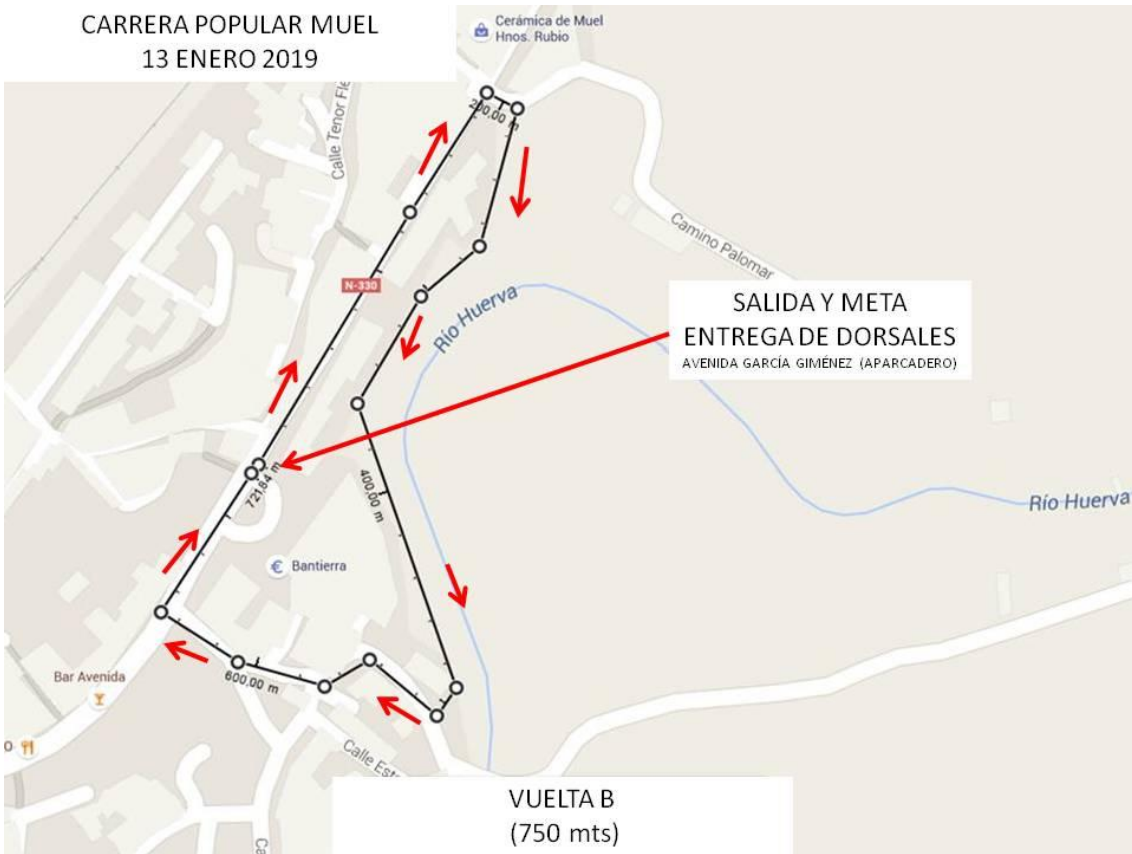 CARRERA POPULAR MUEL
13 ENERO 2019
Cerámica de Muel
Hnos. Rubio
200,00 m
Calle Tenor Fle
Camino Palomar
N-330
Río Huerva
SALIDA Y META
ENTREGA DE DORSALES
AVENIDA GARCÍA GIMÉNEZ (APARCADERO)
721,84 m
400,00 m
Río Huerva
Bantierra
Bar Avenida
600,00 m
o
Calle Est
Ca
VUELTA B
(750 mts)